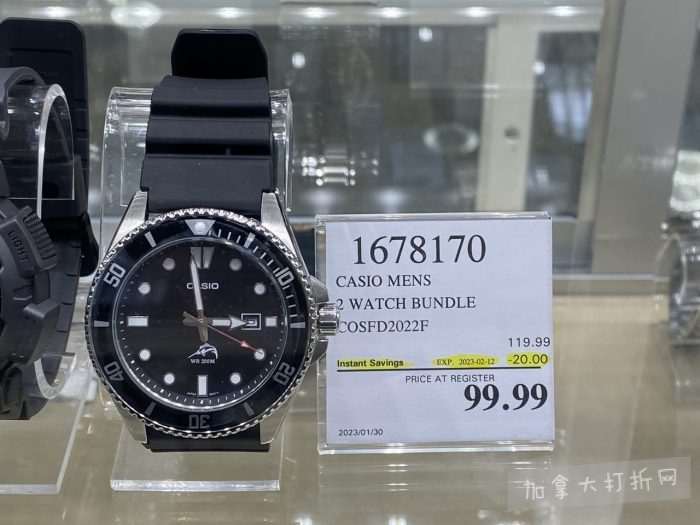 50
40
30
20
10
CASIO
WR 200M
LIGHT
1678170
CASIO MENS
2 WATCH BUNDLE
COSFD2022F
119.99
Instant Savings EXP. 2023-02-12 -20.00
PRICE AT REGISTER
99.99
2023/01/30
加拿大打折网